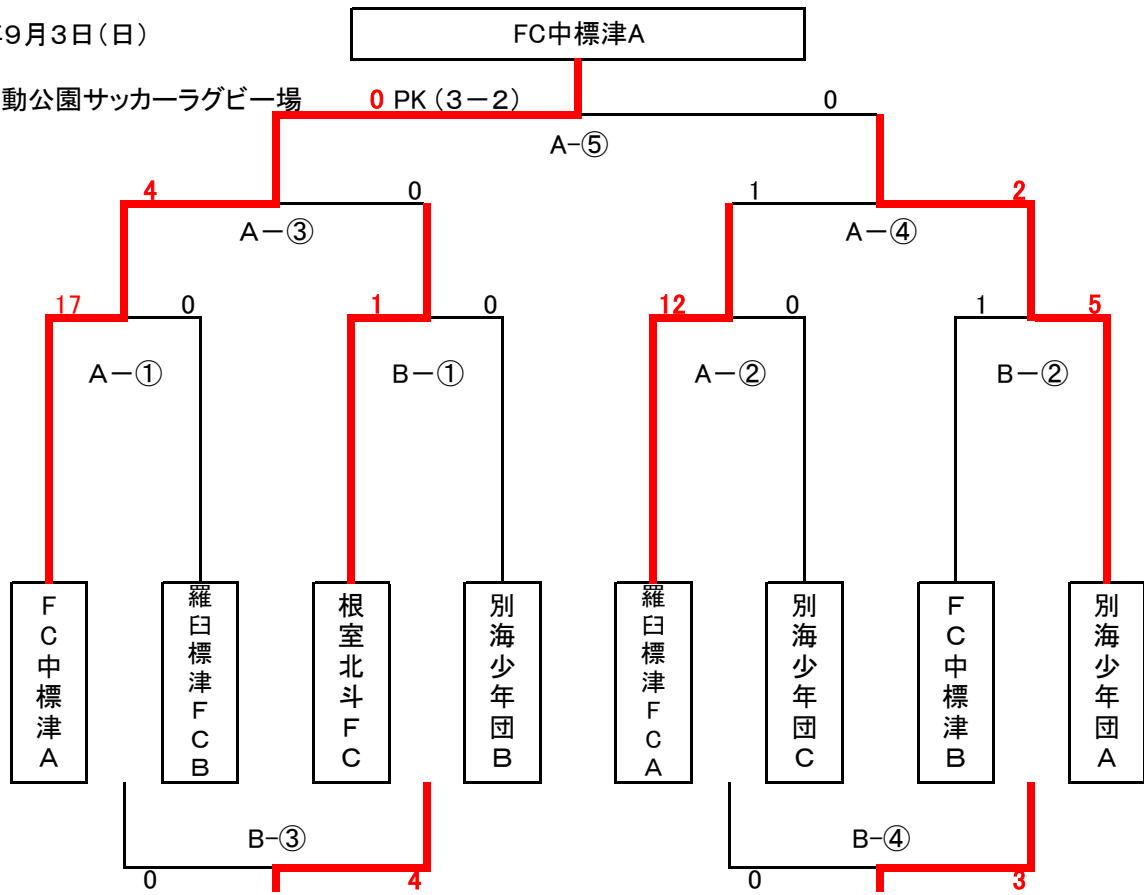 年9月3日(日)
FC中標津A
動公園サッカーラグビー場
0 PK(3-2)
0
A-⑤
4
0
1
2
A-③
A-④
17
0
1
0
12
0
1
5
A-①
B-①
A-②
B-②
FC中標津A
羅臼標津FCB
根室北斗FC
別海少年団B
羅臼標津FCA
別海少年団C
FC中標津B
別海少年団A
B-③
B-④
0
4
0
3